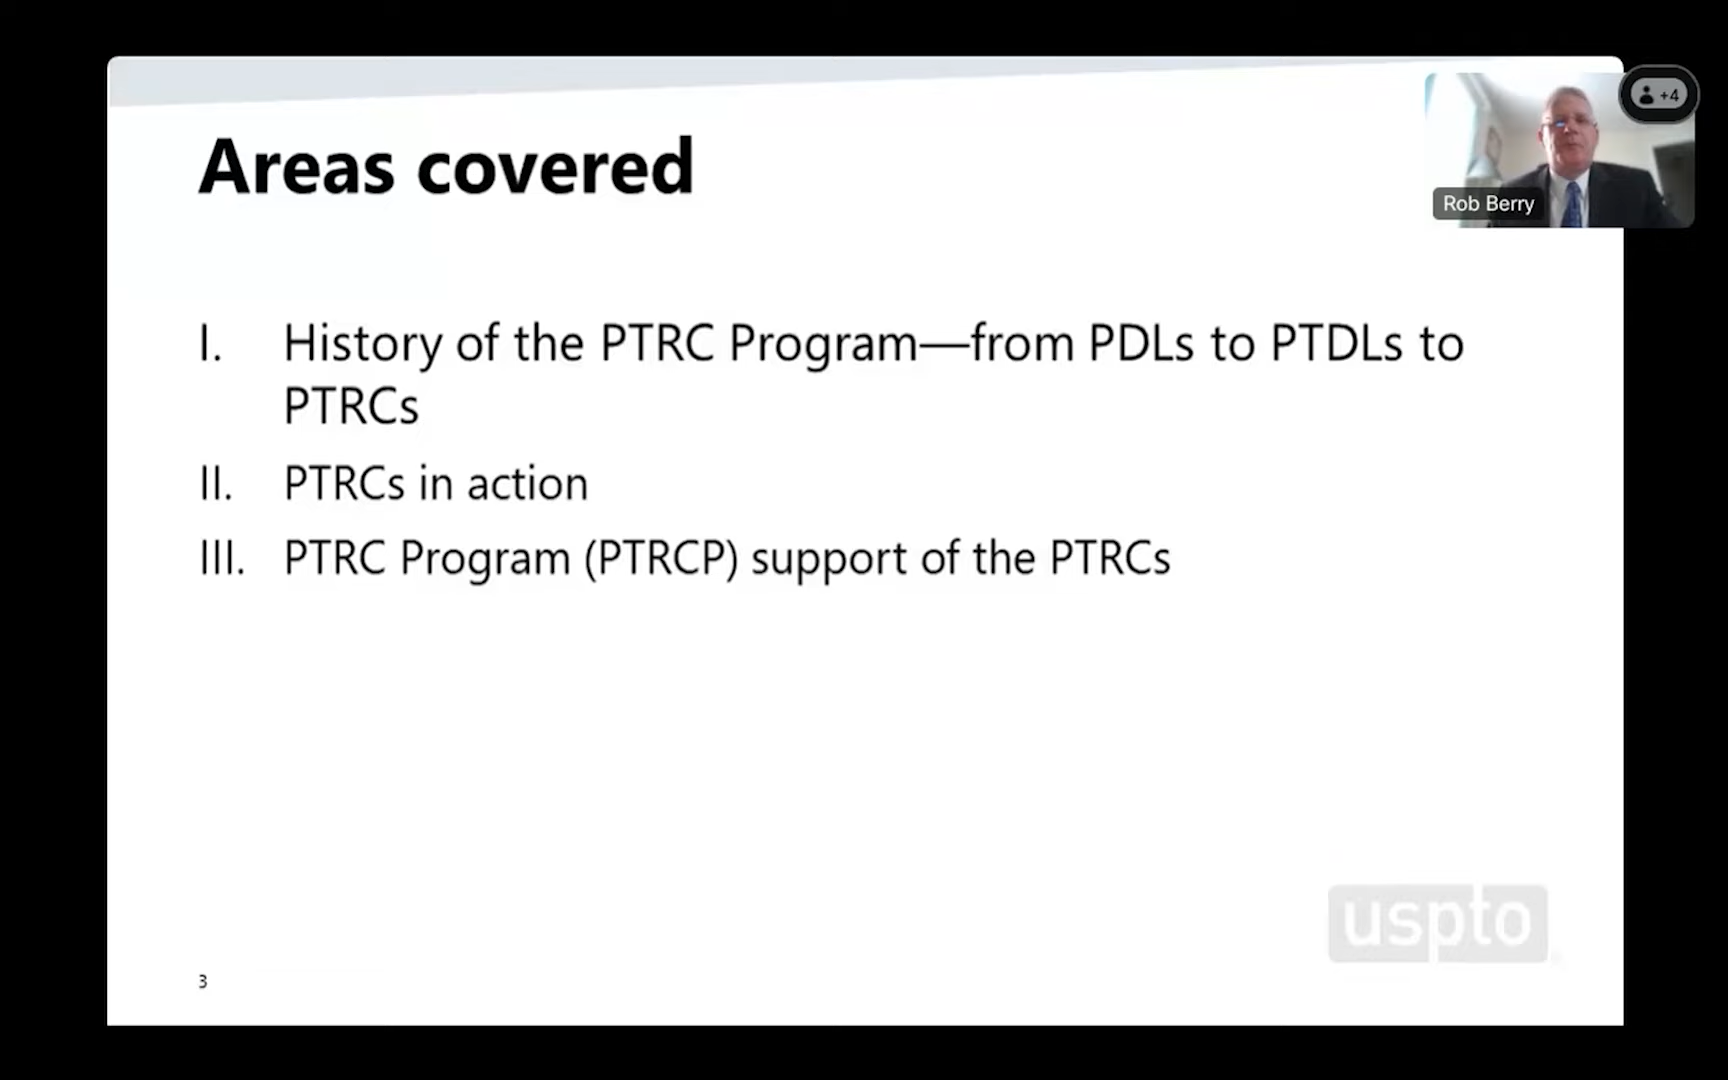 Areas covered
+4
Rob Berry
I. History of the PTRC Program—from PDLs to PTDLs to
PTRCs
II. PTRCs in action
III. PTRC Program (PTRCP) support of the PTRCs
uspto
3